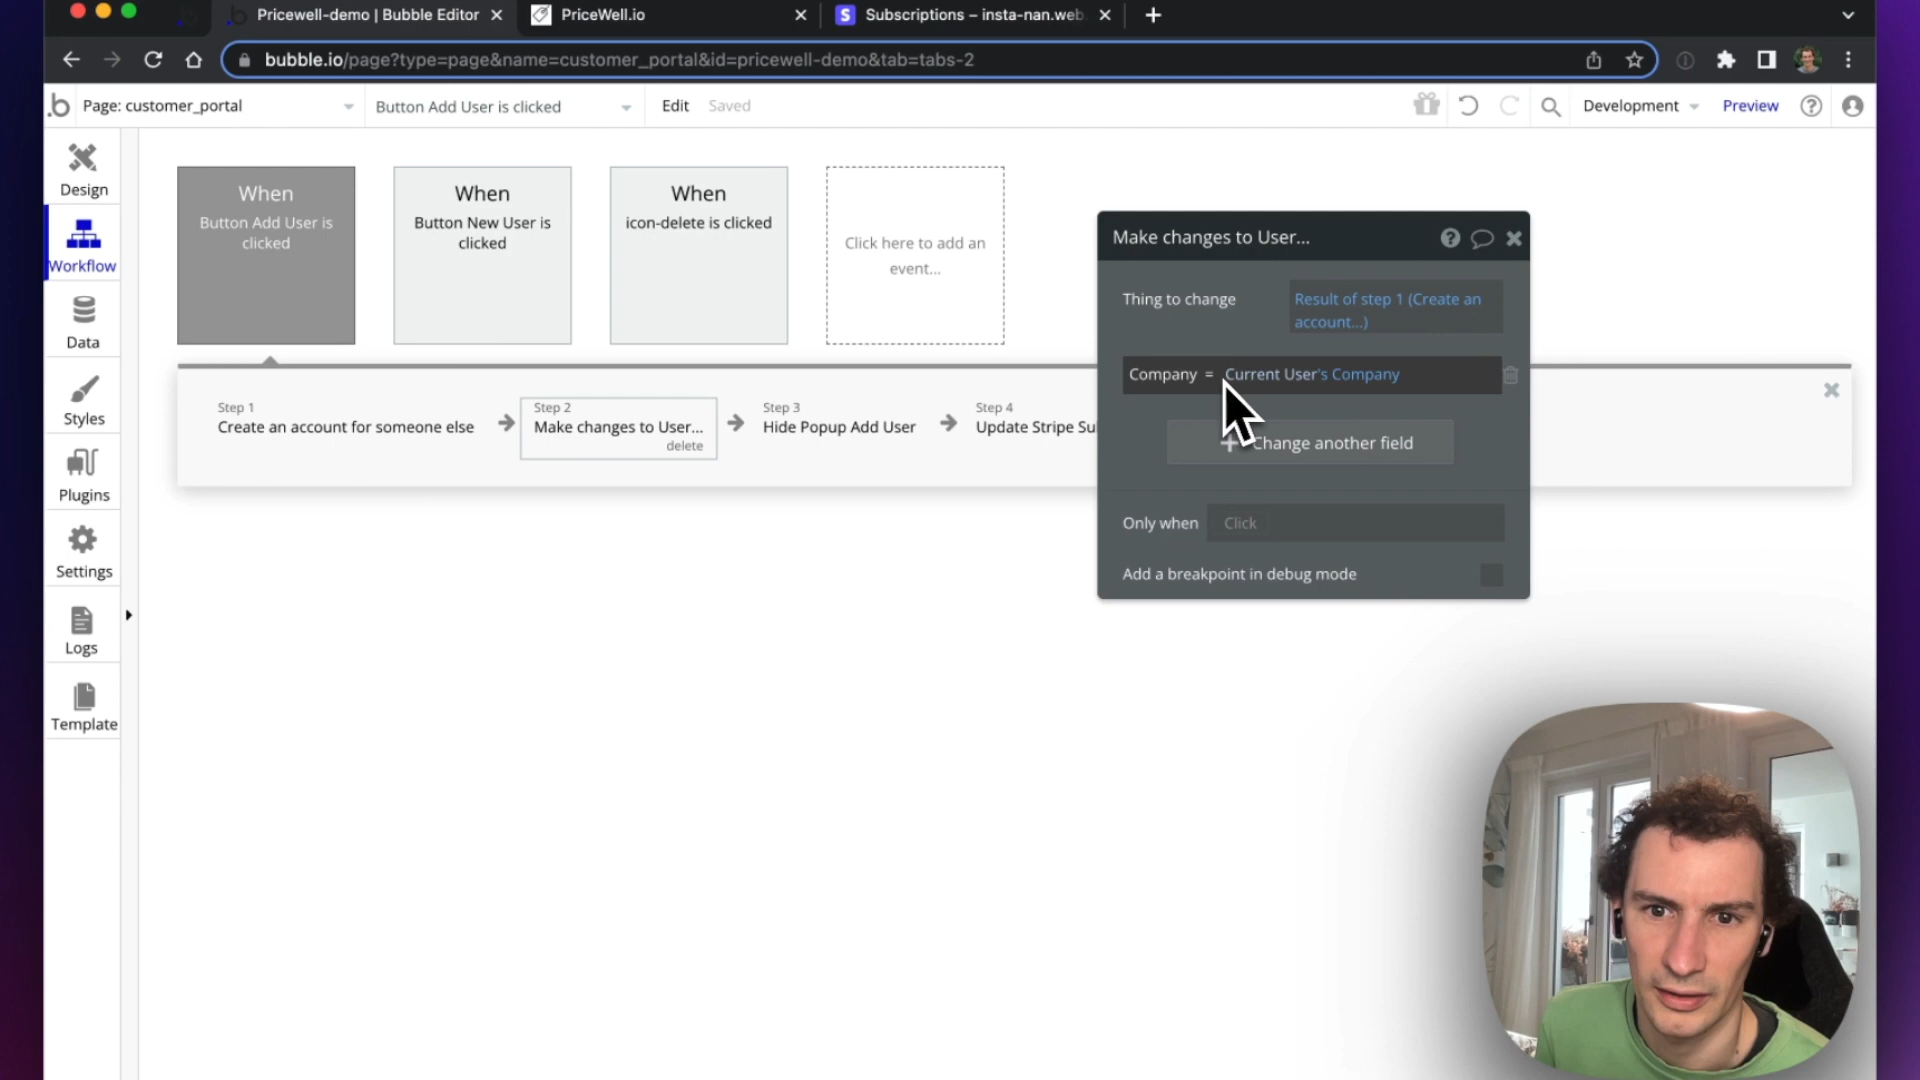 Pricewell-demo | Bubble Editor
PriceWell.io
Subscriptions – insta-nan.web
bubble.io/page?type=page&name=customer_portal&id=pricewell-demo&tab=tabs-2
Page: customer_portal
Button Add User is clicked
Edit
Saved
Development
Preview
Design
Workflow
Data
Styles
Plugins
Settings
Logs
Template
When
Button Add User is
clicked
When
Button New User is
clicked
When
icon-delete is clicked
Click here to add an
event...
Step 1
Create an account for someone else
Step 2
Make changes to User...
delete
Step 3
Hide Popup Add User
Step 4
Update Stripe Su
Make changes to User...
Thing to change
Result of step 1 (Create an
account...)
Company = Current User's Company
Change another field
Only when
Click
Add a breakpoint in debug mode